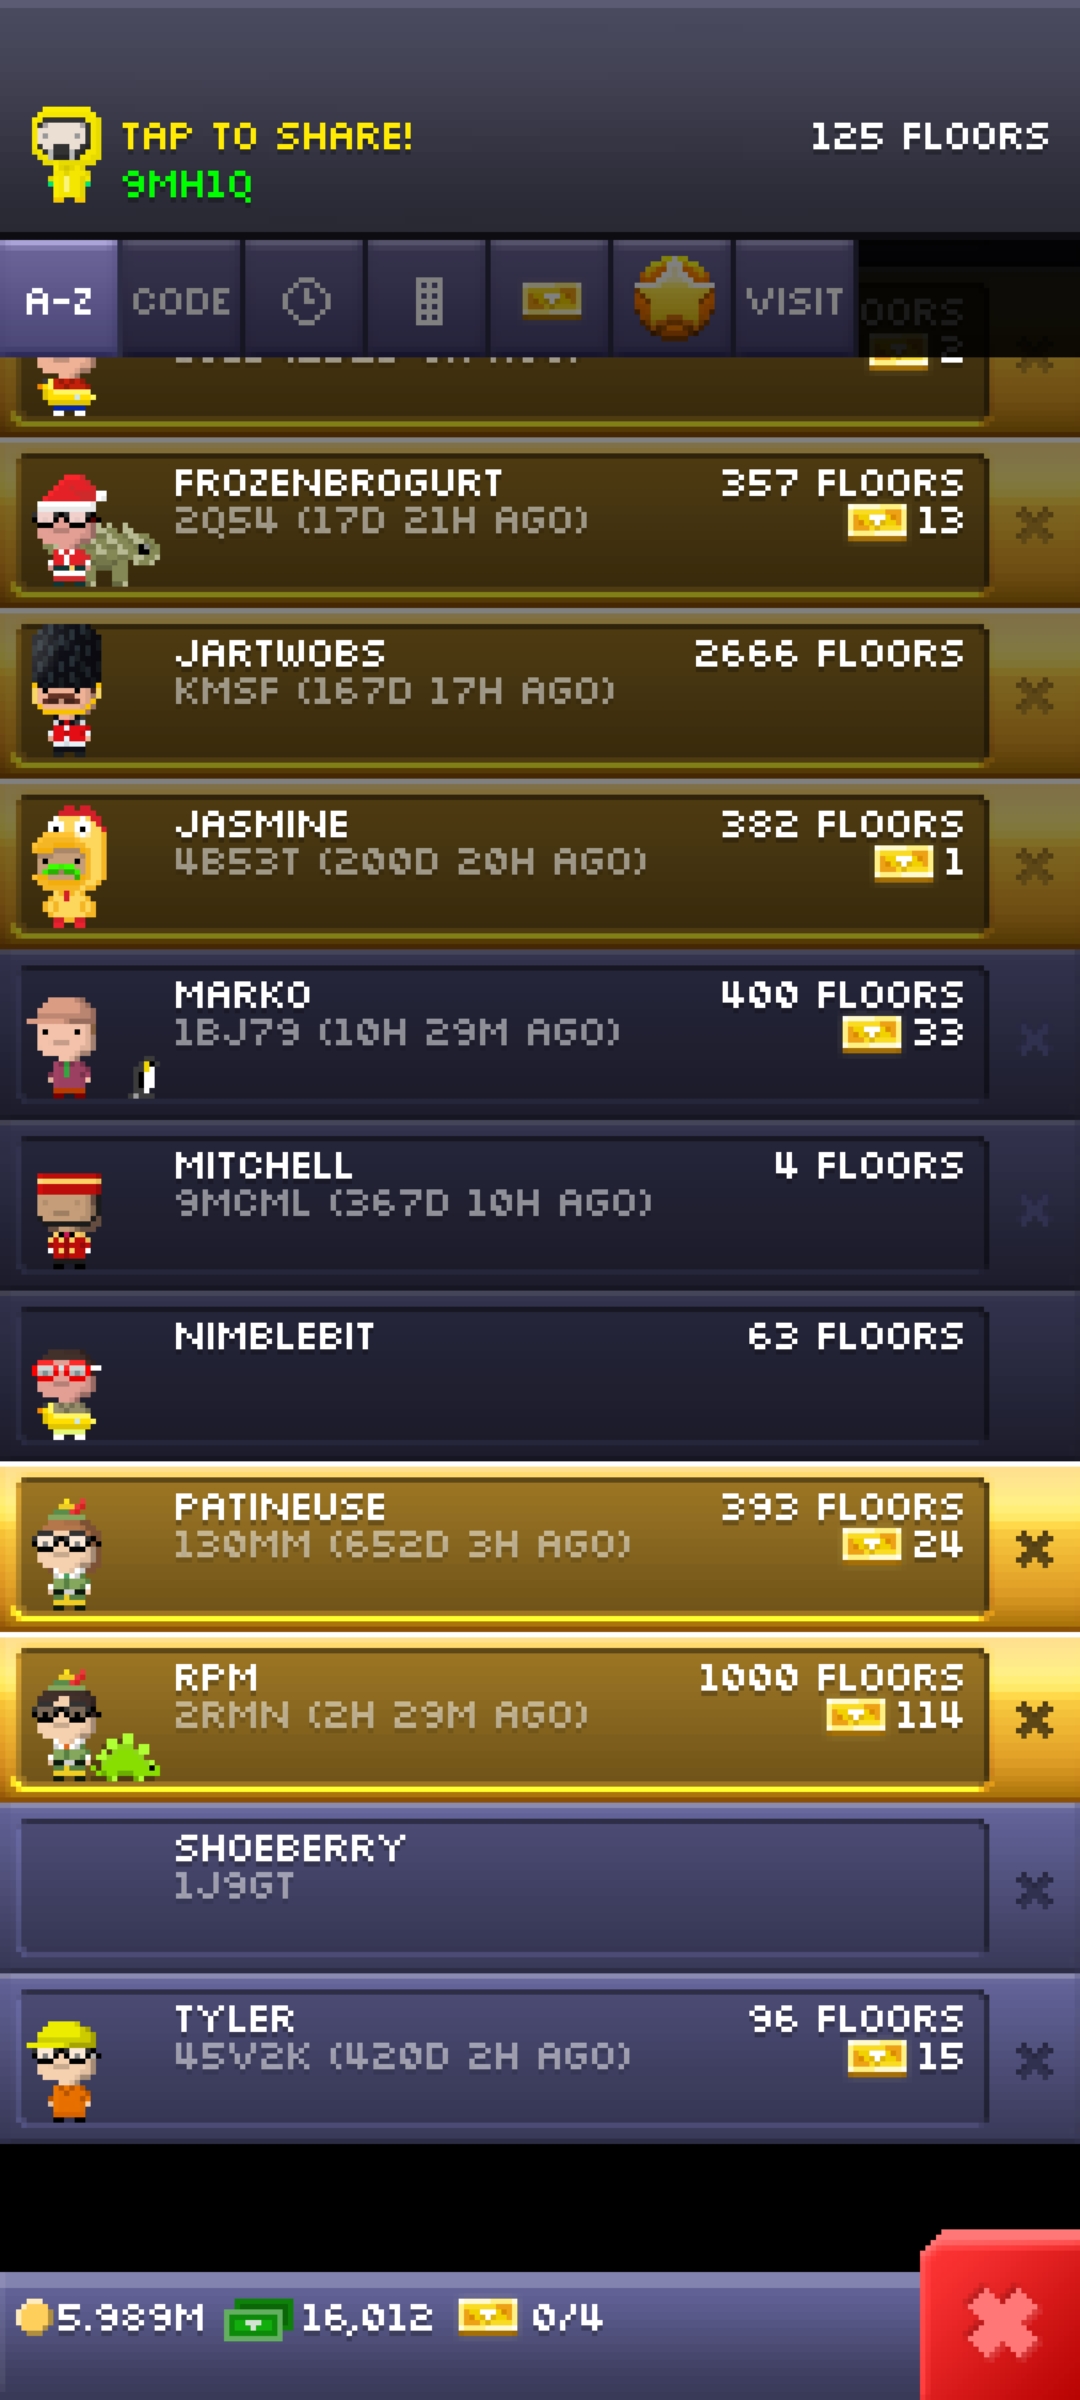 TAP TO SHARE!
125 FLOORS
9MH1Q
A-Z CODE VISIT
2
FROZENBROGURT 357 FLOORS
2Q54 (17D 21H AGO) 13
JARTWOBS 2666 FLOORS
KMSF (167D 17H AGO)
JASMINE 382 FLOORS
4B53T (200D 20H AGO) 1
MARKO 400 FLOORS
1BJ79 (10H 29M AGO) 33
MITCHELL 4 FLOORS
9MCML (367D 10H AGO)
NIMBLEBIT 63 FLOORS
PATINEUSE 393 FLOORS
130MM (652D 3H AGO) 24
RPM 1000 FLOORS
2RMN (2H 29M AGO) 114
SHOEBERRY
1J9GT
TYLER 96 FLOORS
45V2K (420D 2H AGO) 15
5.989M 16,012 0/4